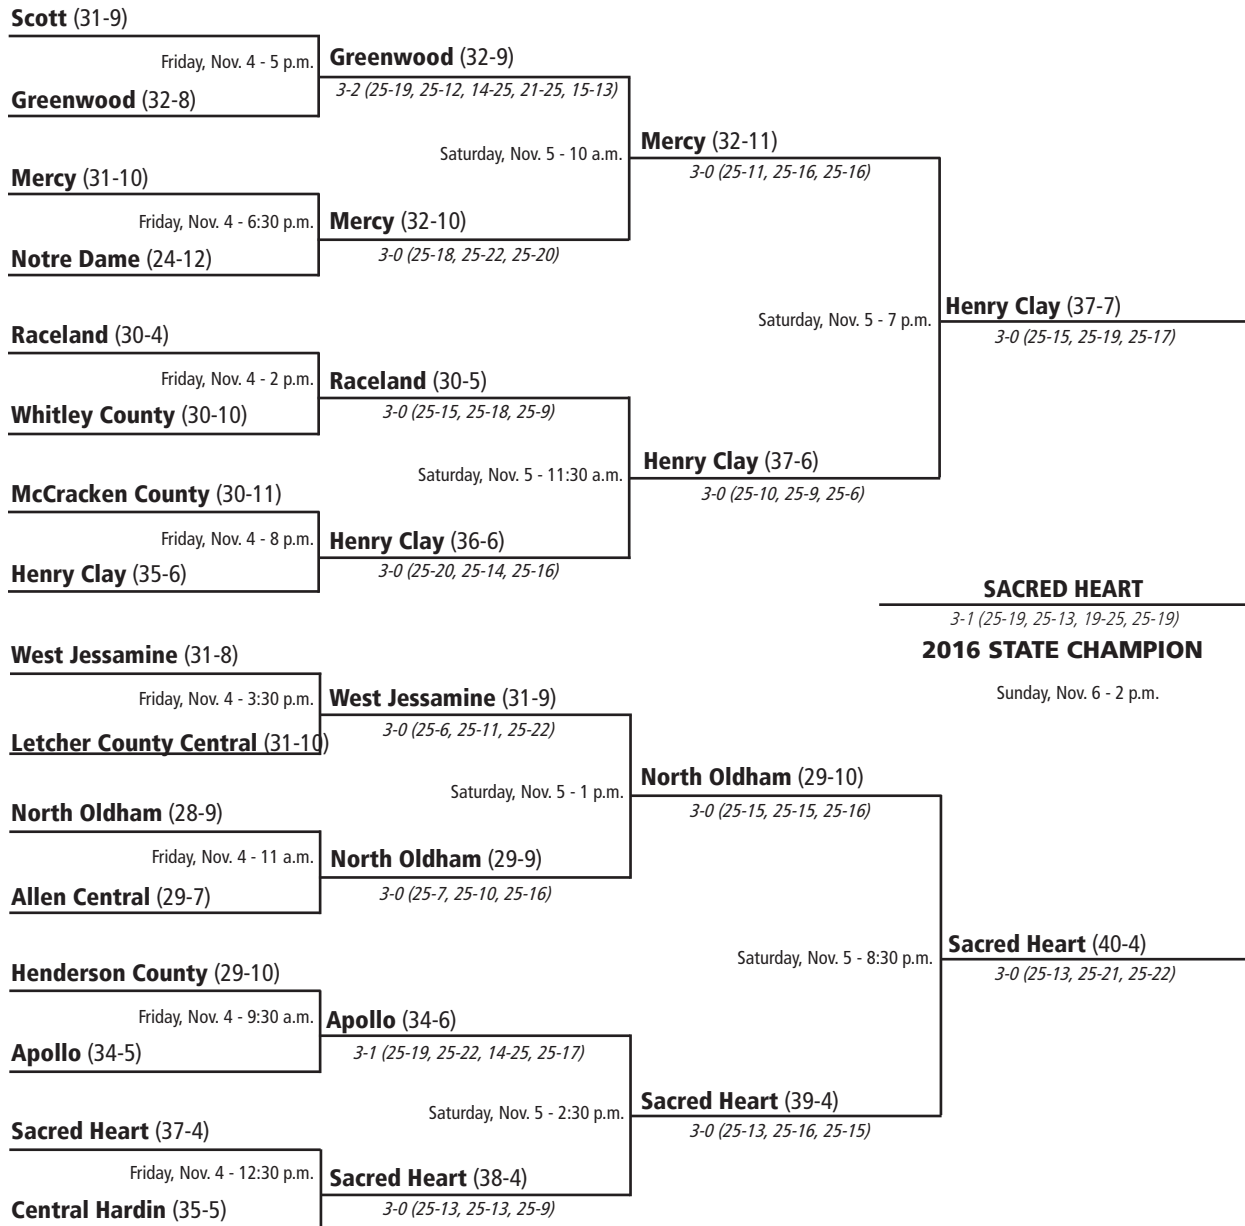 Scott (31-9)
Friday, Nov. 4 - 5 p.m.
Greenwood (32-8)
Greenwood (32-9)
3-2 (25-19, 25-12, 14-25, 21-25, 15-13)
Saturday, Nov. 5 - 10 a.m.
Mercy (31-10)
Friday, Nov. 4 - 6:30 p.m.
Notre Dame (24-12)
Mercy (32-10)
3-0 (25-18, 25-22, 25-20)
Mercy (32-11)
3-0 (25-11, 25-16, 25-16)
Saturday, Nov. 5 - 7 p.m.
Raceland (30-4)
Friday, Nov. 4 - 2 p.m.
Whitley County (30-10)
Raceland (30-5)
3-0 (25-15, 25-18, 25-9)
Saturday, Nov. 5 - 11:30 a.m.
McCracken County (30-11)
Friday, Nov. 4 - 8 p.m.
Henry Clay (35-6)
Henry Clay (36-6)
3-0 (25-20, 25-14, 25-16)
Henry Clay (37-6)
3-0 (25-10, 25-9, 25-6)
Henry Clay (37-7)
3-0 (25-15, 25-19, 25-17)
SACRED HEART
3-1 (25-19, 25-13, 19-25, 25-19)
2016 STATE CHAMPION
Sunday, Nov. 6 - 2 p.m.
West Jessamine (31-8)
Friday, Nov. 4 - 3:30 p.m.
Letcher County Central (31-10)
West Jessamine (31-9)
3-0 (25-6, 25-11, 25-22)
Saturday, Nov. 5 - 1 p.m.
North Oldham (28-9)
Friday, Nov. 4 - 11 a.m.
Allen Central (29-7)
North Oldham (29-9)
3-0 (25-7, 25-10, 25-16)
North Oldham (29-10)
3-0 (25-15, 25-15, 25-16)
Saturday, Nov. 5 - 8:30 p.m.
Henderson County (29-10)
Friday, Nov. 4 - 9:30 a.m.
Apollo (34-5)
Apollo (34-6)
3-1 (25-19, 25-22, 14-25, 25-17)
Saturday, Nov. 5 - 2:30 p.m.
Sacred Heart (37-4)
Friday, Nov. 4 - 12:30 p.m.
Central Hardin (35-5)
Sacred Heart (38-4)
3-0 (25-13, 25-13, 25-9)
Sacred Heart (39-4)
3-0 (25-13, 25-16, 25-15)
Sacred Heart (40-4)
3-0 (25-13, 25-21, 25-22)